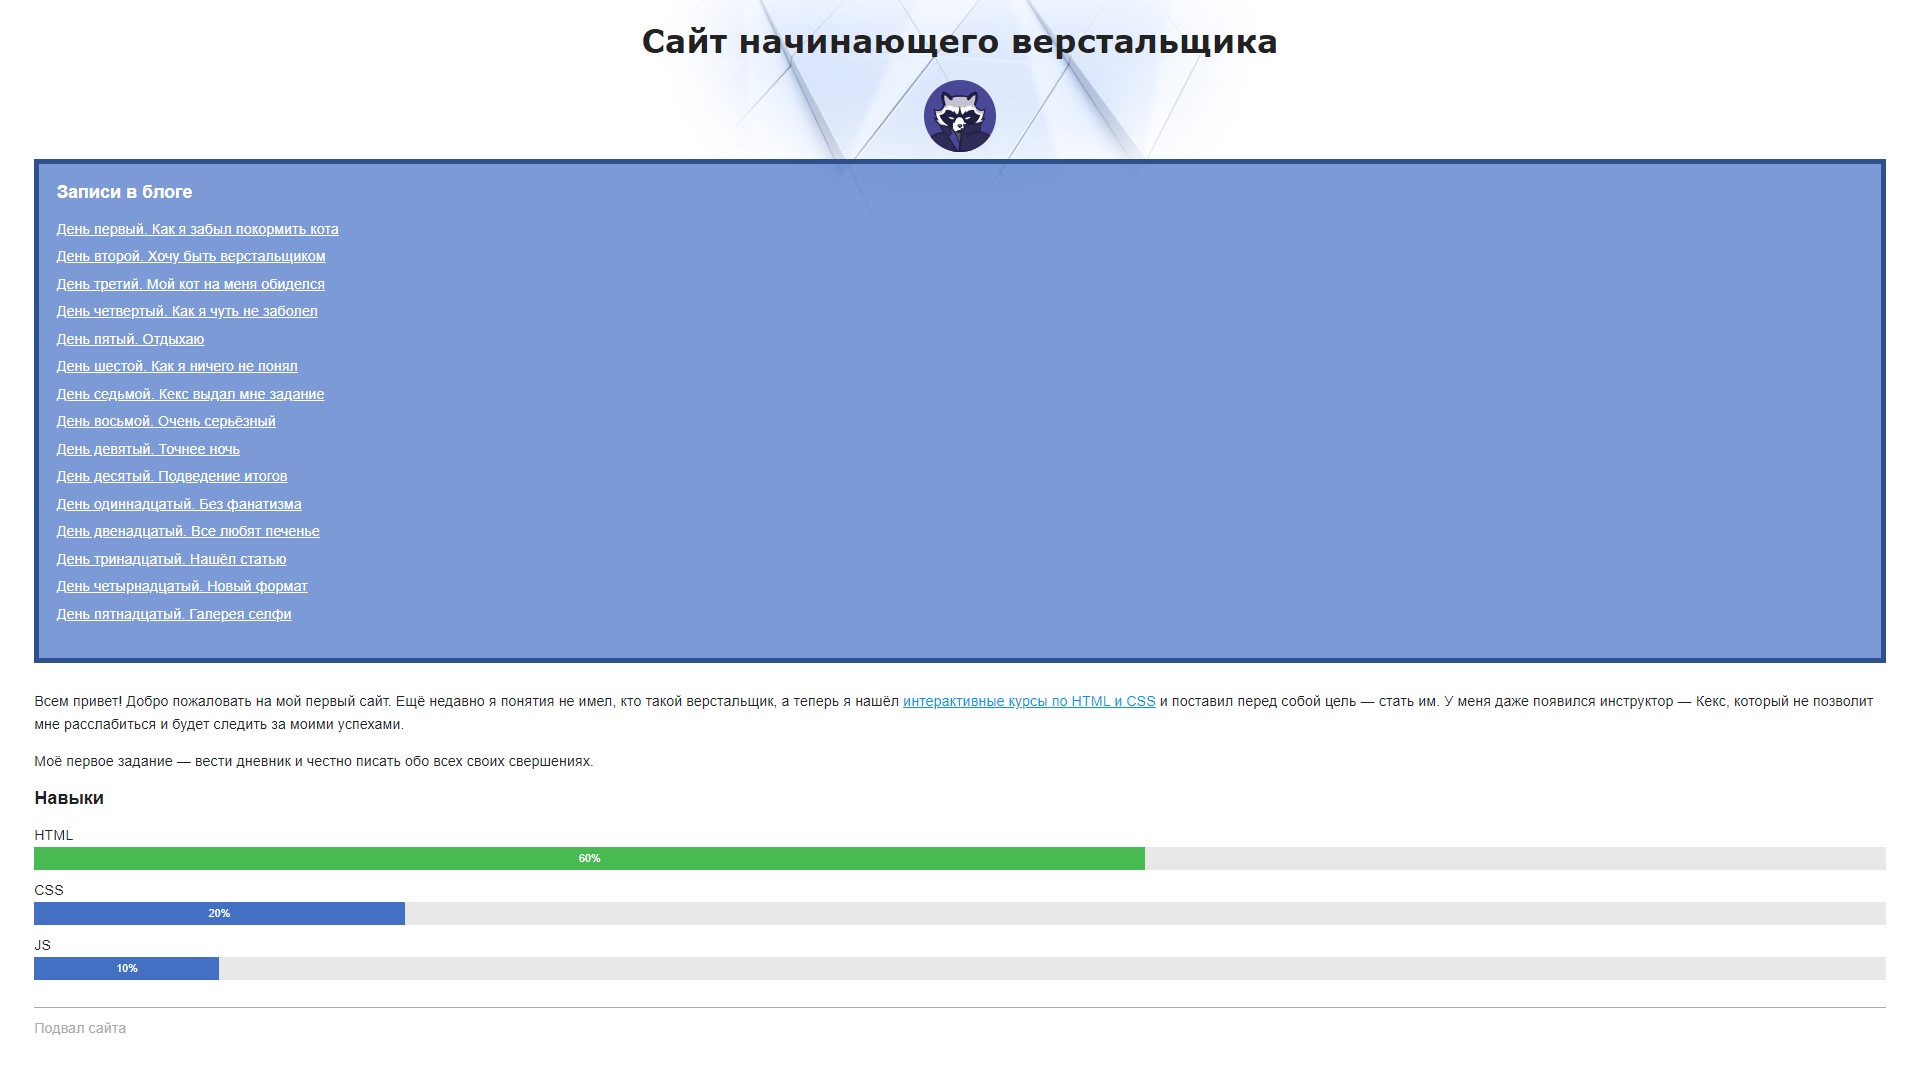 Сайт начинающего верстальщика
Записи в блоге
День первый. Как я забыл покормить кота
День второй. Хочу быть верстальщиком
День третий. Мой кот на меня обиделся
День четвертый. Как я чуть не заболел
День пятый. Отдыхаю
День шестой. Как я ничего не понял
День седьмой. Кекс выдал мне задание
День восьмой. Очень серьёзный
День девятый. Точнее ночь
День десятый. Подведение итогов
День одиннадцатый. Без фанатизма
День двенадцатый. Все любят печенье
День тринадцатый. Нашёл статью
День четырнадцатый. Новый формат
День пятнадцатый. Галерея селфи
Всем привет! Добро пожаловать на мой первый сайт. Ещё недавно я понятия не имел, кто такой верстальщик, а теперь я нашёл интерактивные курсы по HTML и CSS и поставил перед собой цель — стать им. У меня даже появился инструктор — Кекс, который не позволит
мне расслабиться и будет следить за моими успехами.
Моё первое задание — вести дневник и честно писать обо всех своих свершениях.
Навыки
HTML
60%
CSS
20%
JS
10%
Подвал сайта